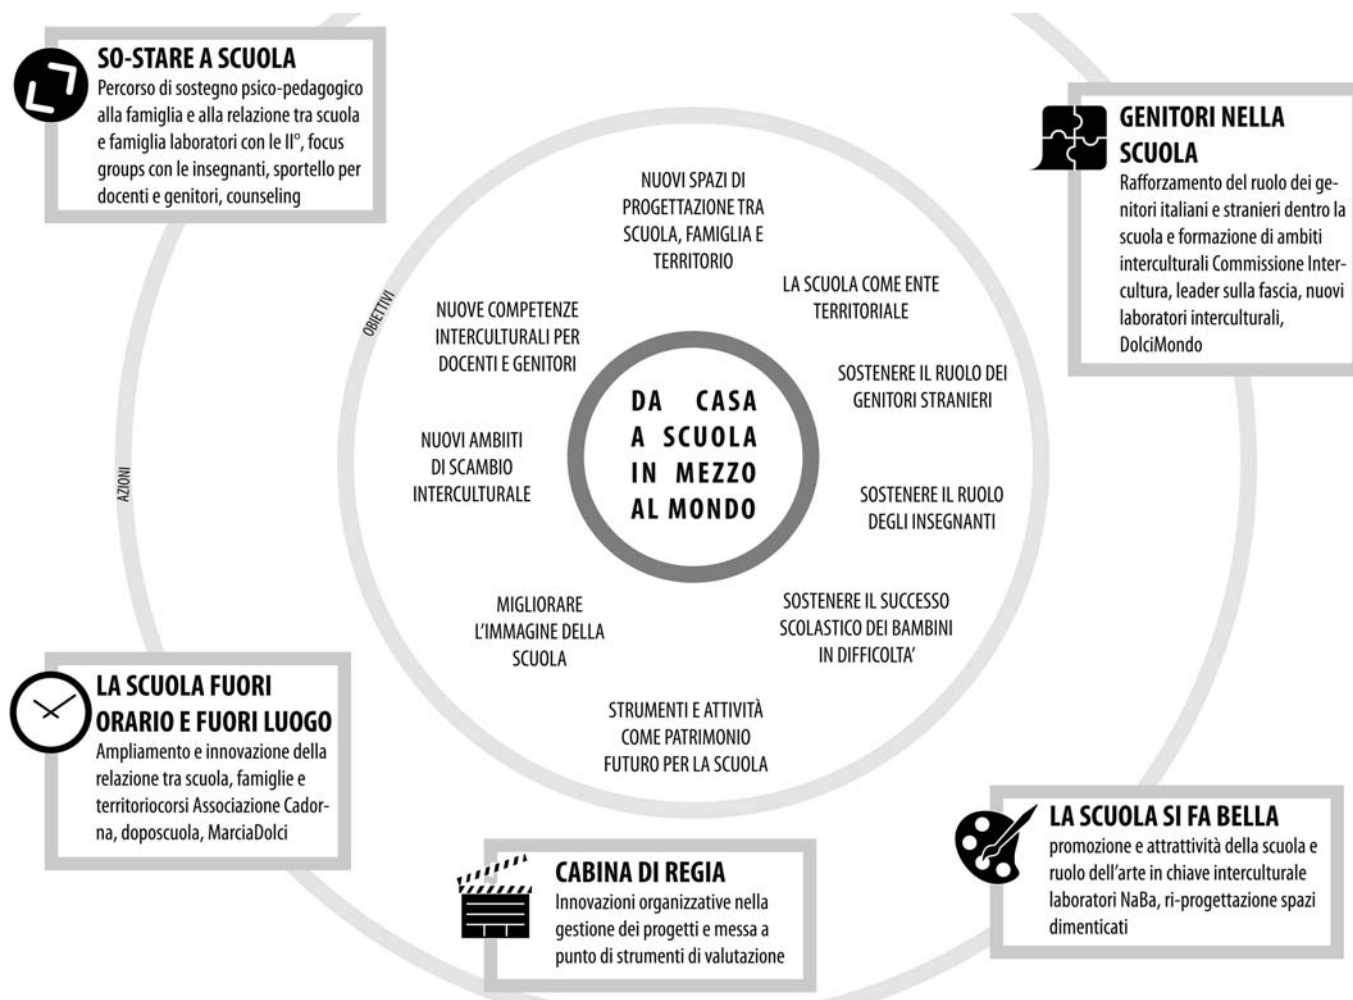 SO-STARE A SCUOLA
Percorso di sostegno psico-pedagogico
alla famiglia e alla relazione tra scuola
e famiglia laboratori con le II°, focus
groups con le insegnanti, sportello per
docenti e genitori, counseling
GENITORI NELLA
SCUOLA
Rafforzamento del ruolo dei ge-
nitori italiani e stranieri dentro la
scuola e formazione di ambiti
interculturali Commissione Inter-
cultura, leader sulla fascia, nuovi
laboratori interculturali,
DolciMondo
NUOVI SPAZI DI
PROGETTAZIONE TRA
SCUOLA, FAMIGLIA E
TERRITORIO
LA SCUOLA COME ENTE
TERRITORIALE
OBIETTIVI
NUOVE COMPETENZE
INTERCULTURALI PER
DOCENTI E GENITORI
SOSTENERE IL RUOLO DEI
GENITORI STRANIERI
DA CASA
A SCUOLA
IN MEZZO
AL MONDO
NUOVI AMBIITI
DI SCAMBIO
INTERCULTURALE
AZIONI
SOSTENERE IL RUOLO
DEGLI INSEGNANTI
MIGLIORARE
L'IMMAGINE DELLA
SCUOLA
SOSTENERE IL SUCCESSO
SCOLASTICO DEI BAMBINI
IN DIFFICOLTA'
STRUMENTI E ATTIVITÀ
COME PATRIMONIO
FUTURO PER LA SCUOLA
LA SCUOLA FUORI
ORARIO E FUORI LUOGO
Ampliamento e innovazione della
relazione tra scuola, famiglie e
territoriocorsi Associazione Cador-
na, doposcuola, MarciaDolci
CABINA DI REGIA
Innovazioni organizzative nella
gestione dei progetti e messa a
punto di strumenti di valutazione
LA SCUOLA SI FA BELLA
promozione e attrattività della scuola e
ruolo dell'arte in chiave interculturale
laboratori NaBa, ri-progettazione spazi
dimenticati